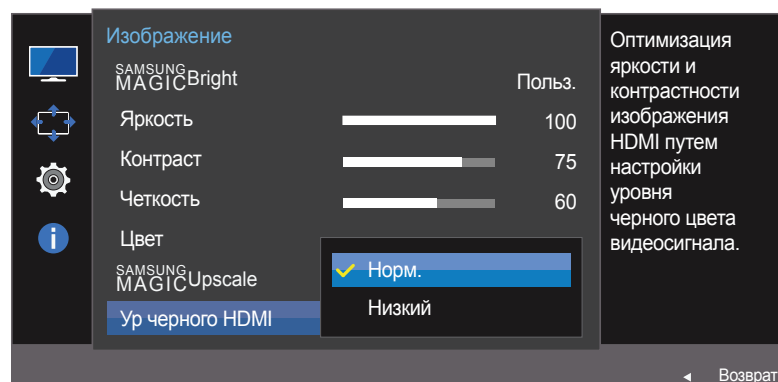 Изображение
SAMSUNG
MAGICBright Польз.
Яркость 100
Контраст 75
Четкость 60
Цвет
SAMSUNG
MAGICUpscale
Ур черного HDMI
Норм.
Низкий
Оптимизация
яркости и
контрастности
изображения
HDMI путем
настройки
уровня
черного цвета
видеосигнала.
Возврат